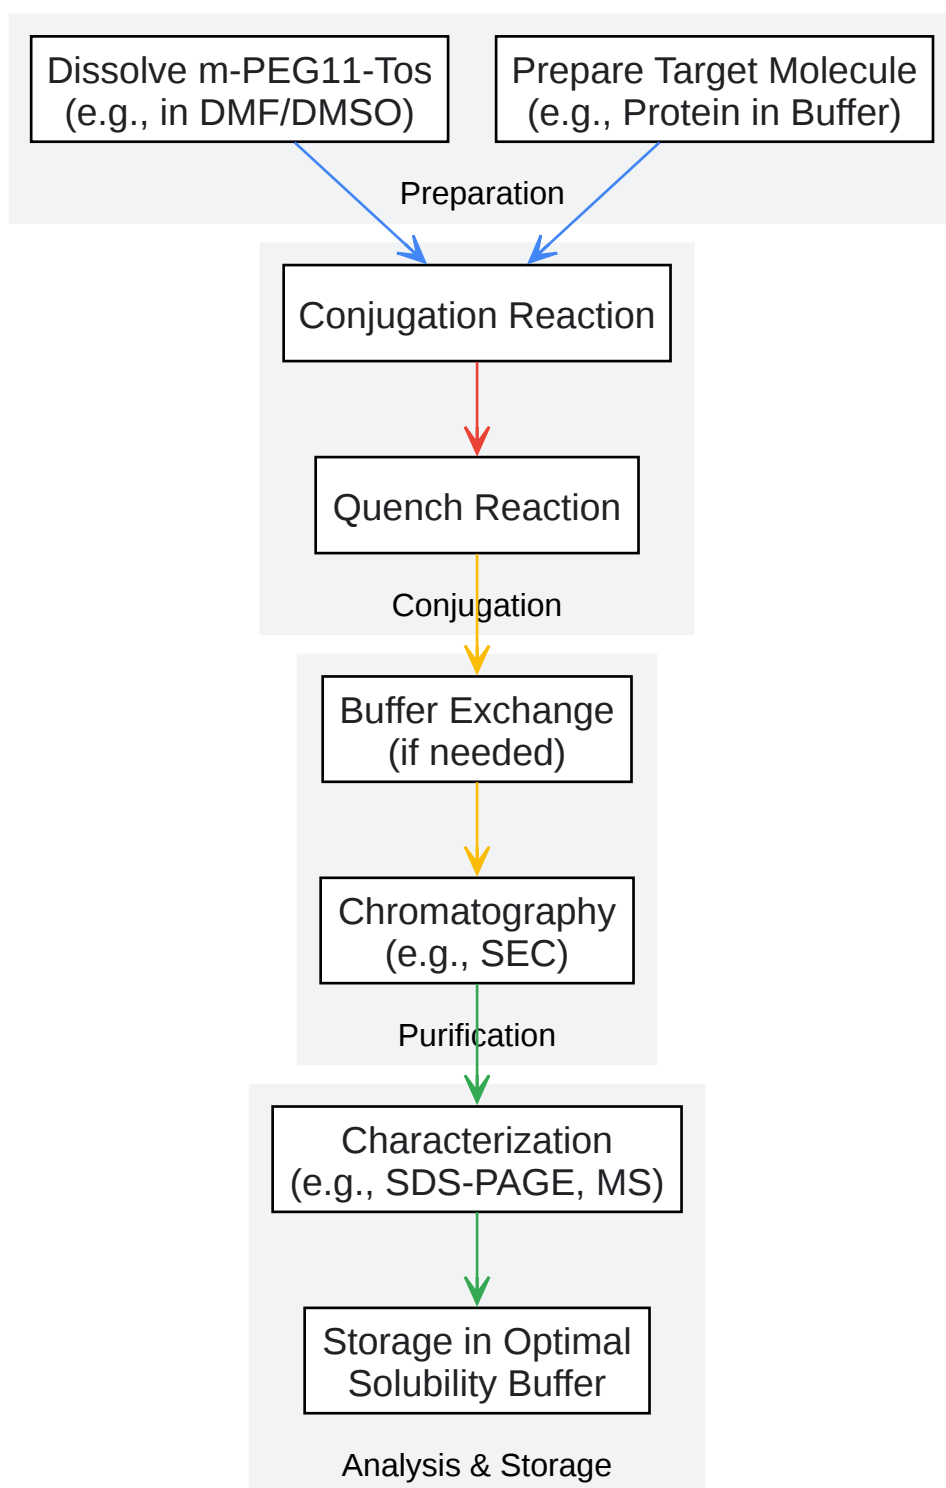 Dissolve m-PEG11-Tos
(e.g., in DMF/DMSO)
Prepare Target Molecule
(e.g., Protein in Buffer)
Preparation
Conjugation Reaction
Quench Reaction
Conjugation
Buffer Exchange
(if needed)
Chromatography
(e.g., SEC)
Purification
Characterization
(e.g., SDS-PAGE, MS)
Storage in Optimal
Solubility Buffer
Analysis & Storage